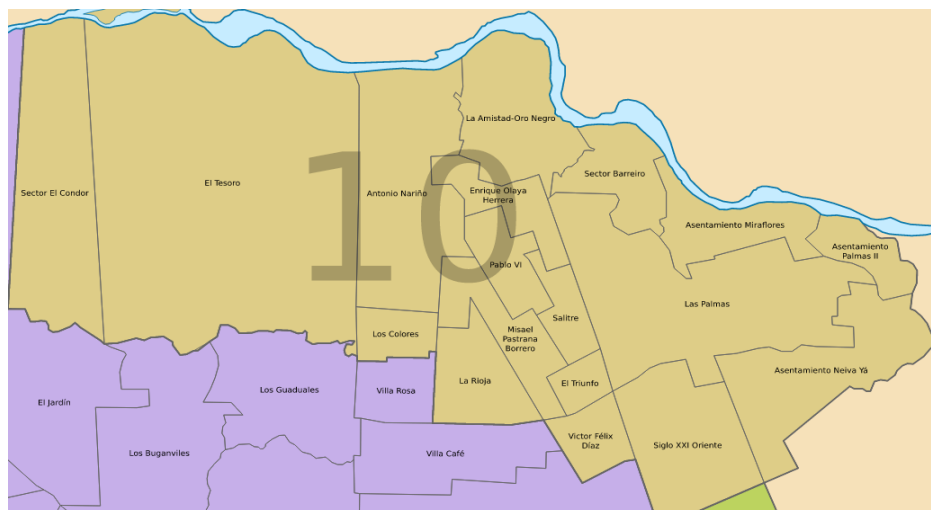 La Amistad-Oro Negro
Sector Barreiro
El Tesoro
Sector El Condor
Antonio Nariño
Enrique Olaya
Herrera
10
Asentamiento Miraflores
Asentamiento
Palmas II
Pablo VI
Las Palmas
Salitre
Los Colores
Misael
Pastrana
Borrero
Asentamiento Neiva Yá
La Rioja
El Triunfo
Los Guaduales
Villa Rosa
El Jardín
Victor Félix
Díaz
Siglo XXI Oriente
Los Buganviles
Villa Café